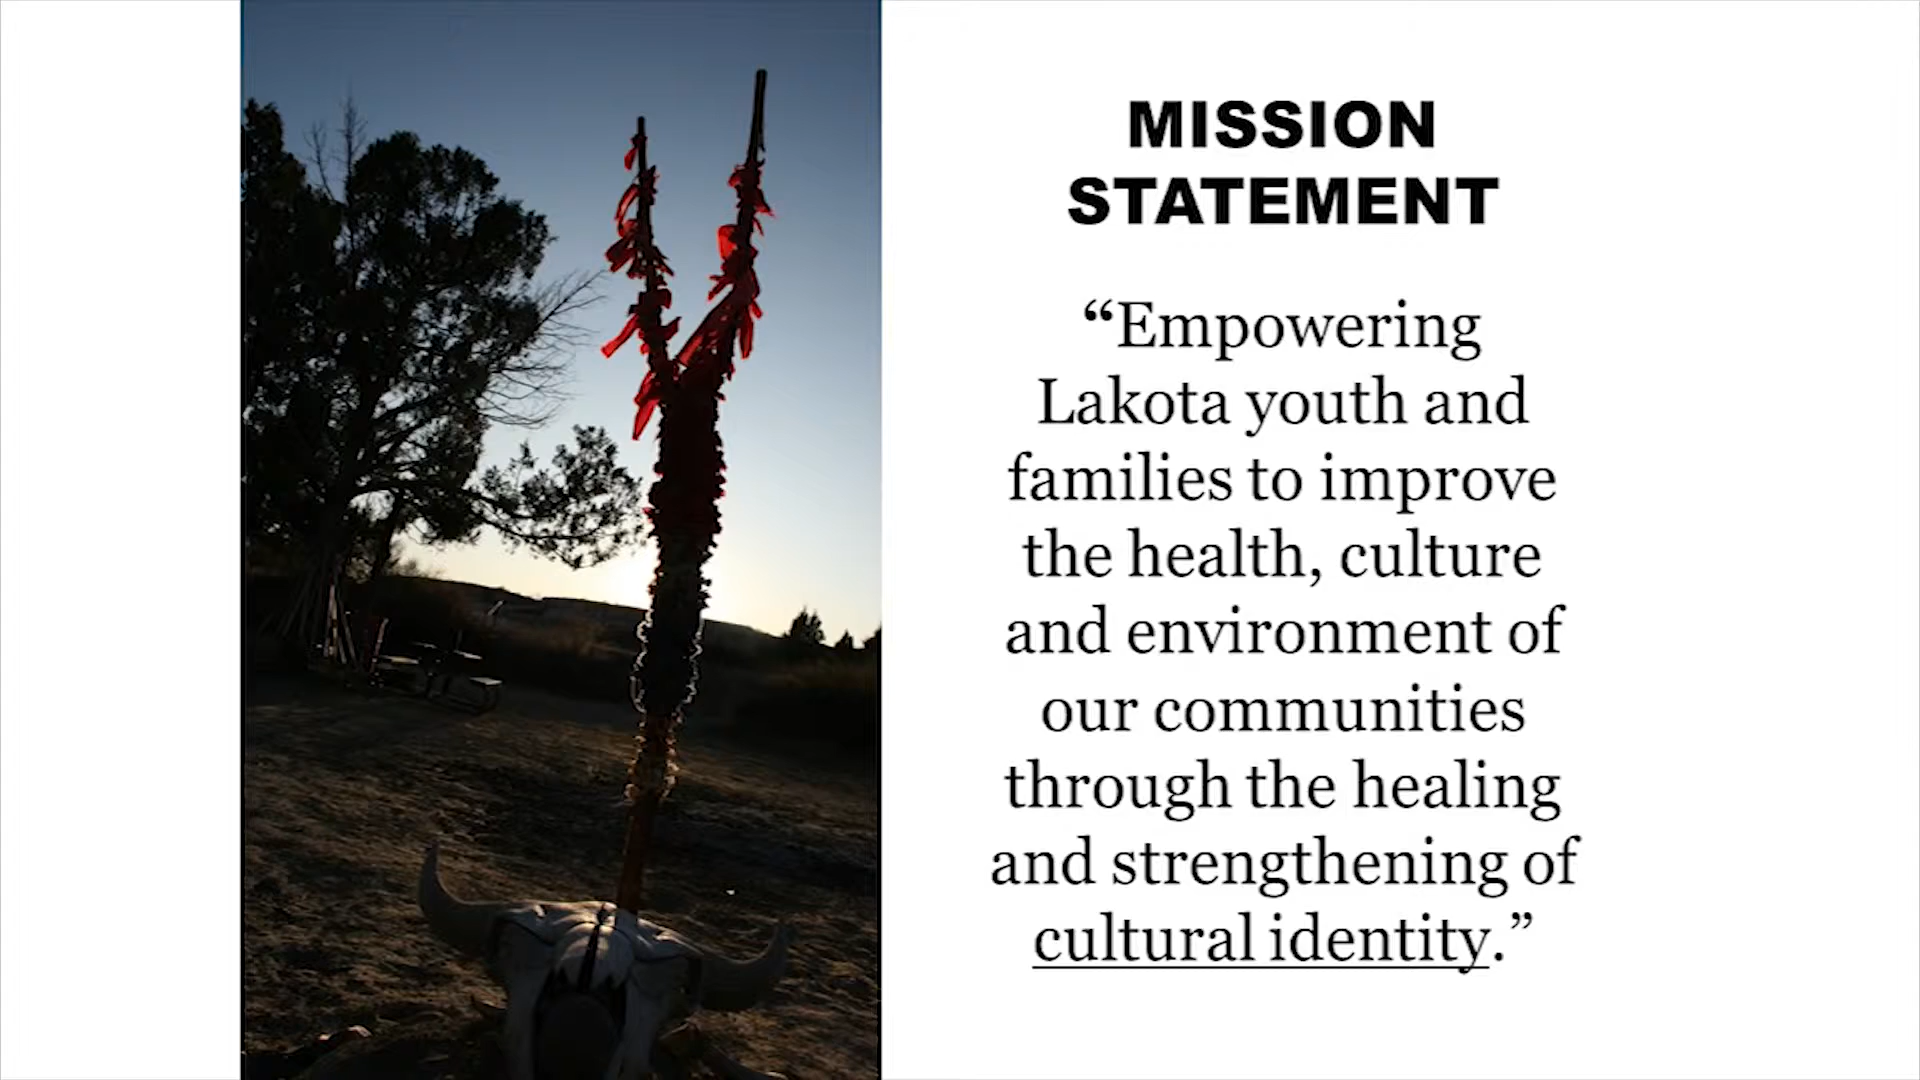 MISSION
STATEMENT
“Empowering
Lakota youth and
families to improve
the health, culture
and environment of
our communities
through the healing
and strengthening of
cultural identity.”